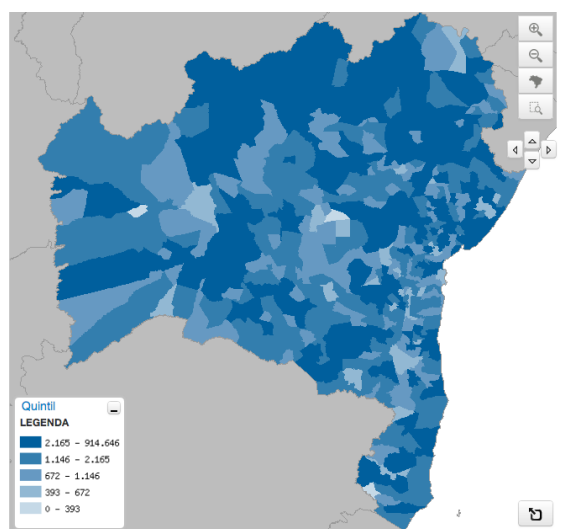 Quintil
LEGENDA
2.165 - 914.646
1.146 - 2.165
672 - 1.146
393 - 672
0 - 393